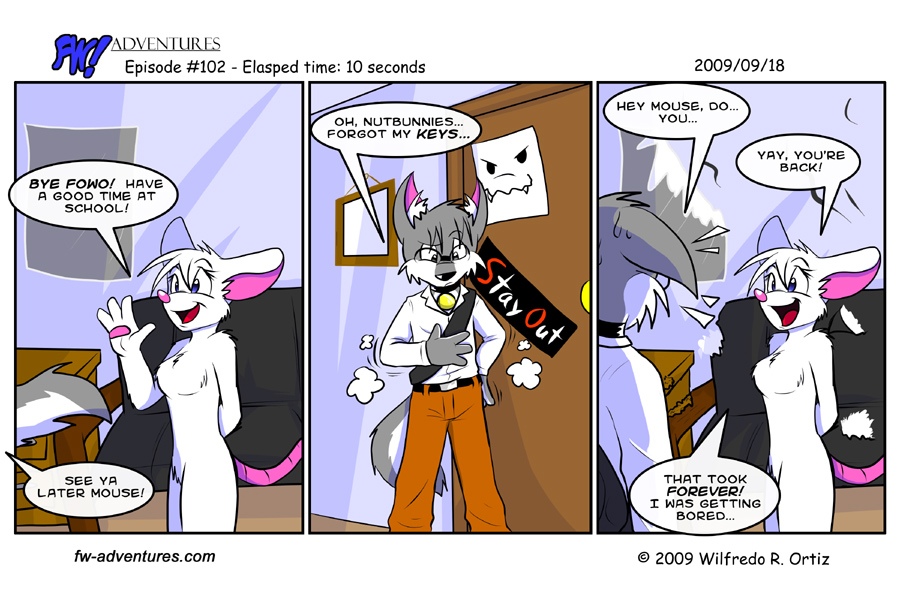 FW! ADVENTURES
Episode #102 - Elasped time: 10 seconds
2009/09/18
BYE FOWO! HAVE
A GOOD TIME AT
SCHOOL!
SEE YA
LATER MOUSE!
OH, NUTBUNNIES...
FORGOT MY KEYS...
Stay Out
HEY MOUSE, DO...
YOU...
YAY, YOU'RE
BACK!
THAT TOOK
FOREVER!
I WAS GETTING
BORED...
fw-adventures.com
© 2009 Wilfredo R. Ortiz